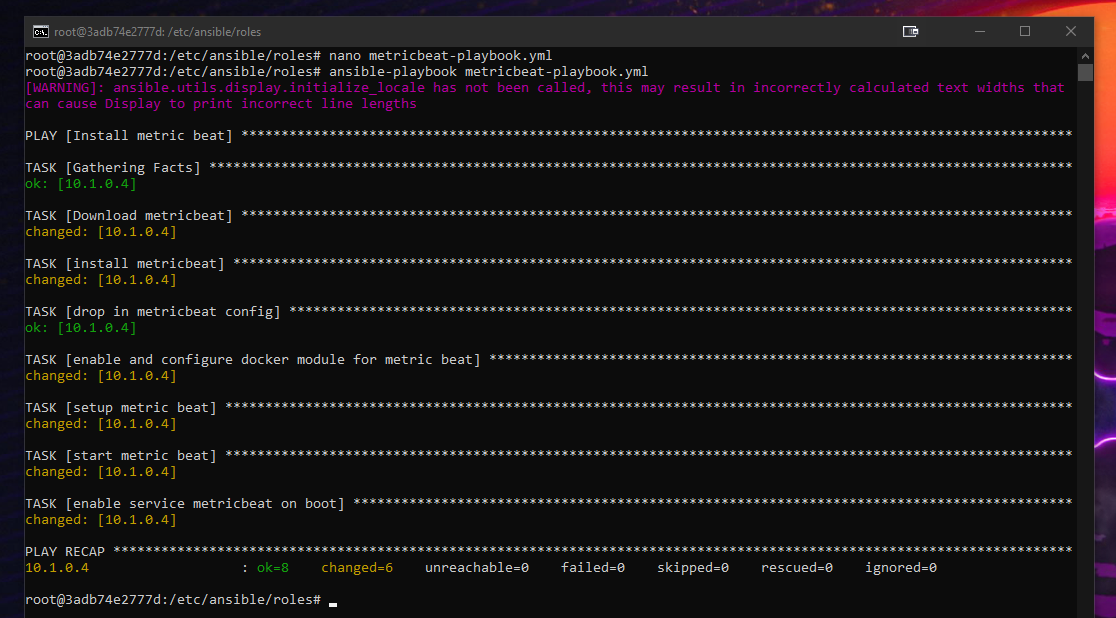 root@3adb74e2777d: /etc/ansible/roles
root@3adb74e2777d:/etc/ansible/roles# nano metricbeat-playbook.yml
root@3adb74e2777d:/etc/ansible/roles# ansible-playbook metricbeat-playbook.yml
[WARNING]: ansible.utils.display.initialize_locale has not been called, this may result in incorrectly calculated text widths that
can cause Display to print incorrect line lengths
PLAY [Install metric beat] ********************************************************************************************************
TASK [Gathering Facts] ************************************************************************************************************
ok: [10.1.0.4]
TASK [Download metricbeat] ********************************************************************************************************
changed: [10.1.0.4]
TASK [install metricbeat] *********************************************************************************************************
changed: [10.1.0.4]
TASK [drop in metricbeat config] **************************************************************************************************
ok: [10.1.0.4]
TASK [enable and configure docker module for metric beat] *************************************************************************
changed: [10.1.0.4]
TASK [setup metric beat] **********************************************************************************************************
changed: [10.1.0.4]
TASK [start metric beat] **********************************************************************************************************
changed: [10.1.0.4]
TASK [enable service metricbeat on boot] ******************************************************************************************
changed: [10.1.0.4]
PLAY RECAP ************************************************************************************************************************
10.1.0.4                   : ok=8    changed=6    unreachable=0    failed=0    skipped=0    rescued=0    ignored=0
root@3adb74e2777d:/etc/ansible/roles#